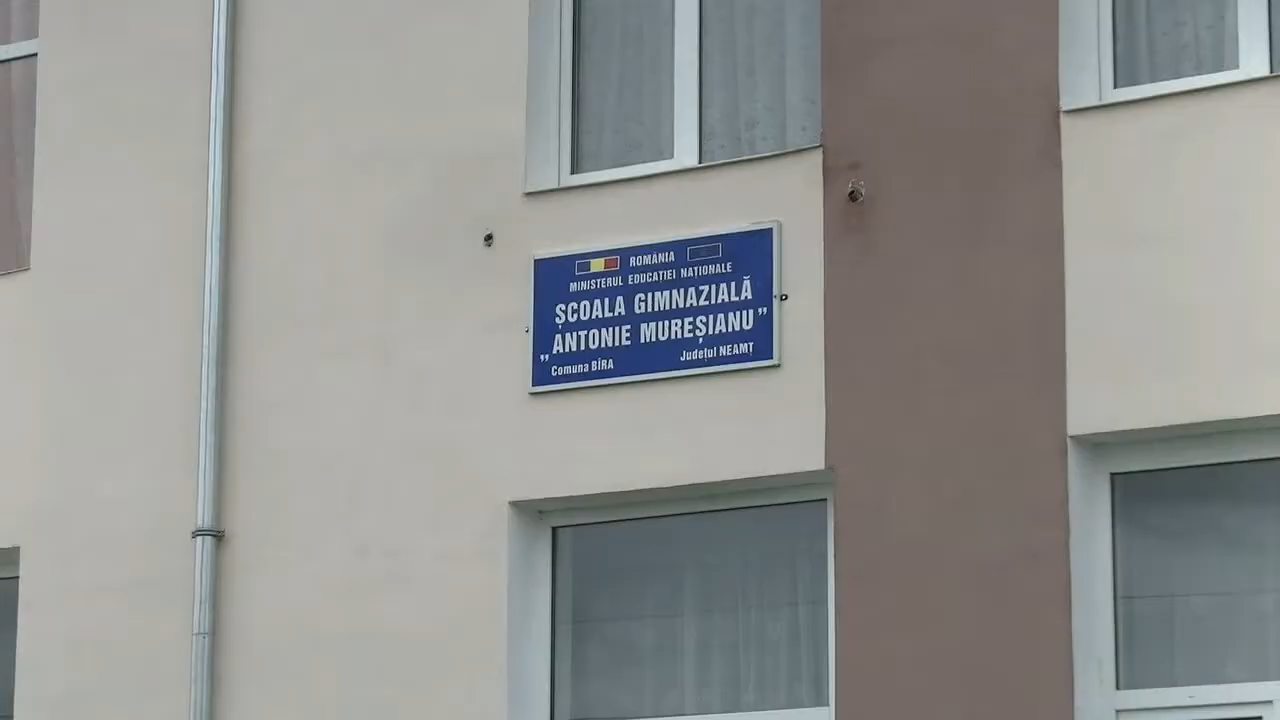 ROMÂNIA
MINISTERUL EDUCAȚIEI NAȚIONALE
ȘCOALA GIMNAZIALĂ
„ANTONIE MUREȘIANU”
Comuna BÎRA Județul NEAMȚ